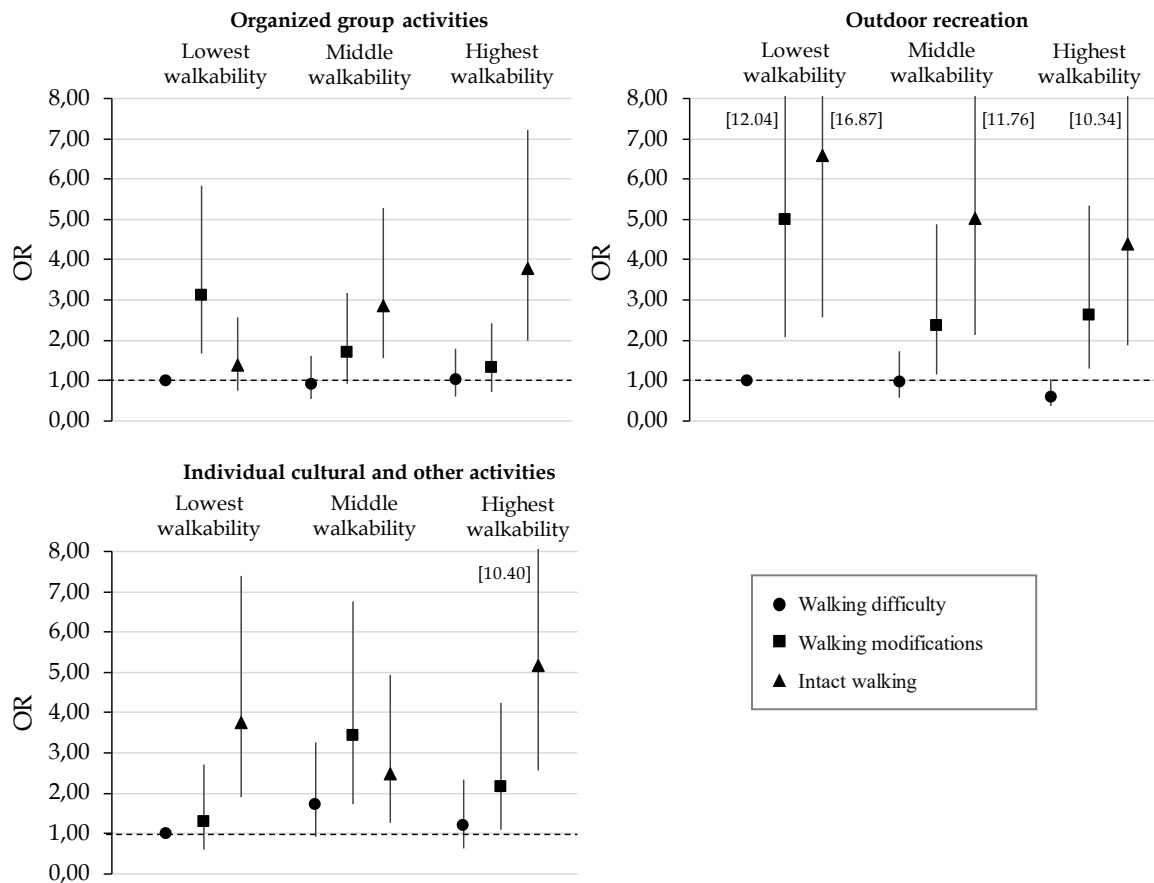 Organized group activities
Lowest walkability
Middle walkability
Highest walkability
8,00
7,00
6,00
5,00
4,00
3,00
2,00
1,00
0,00
OR
Outdoor recreation
Lowest walkability
Middle walkability
Highest walkability
8,00
7,00
6,00
5,00
4,00
3,00
2,00
1,00
0,00
OR
[12.04]
[16.87]
[11.76]
[10.34]
Individual cultural and other activities
Lowest walkability
Middle walkability
Highest walkability
8,00
7,00
6,00
5,00
4,00
3,00
2,00
1,00
0,00
OR
[10.40]
Walking difficulty
Walking modifications
Intact walking